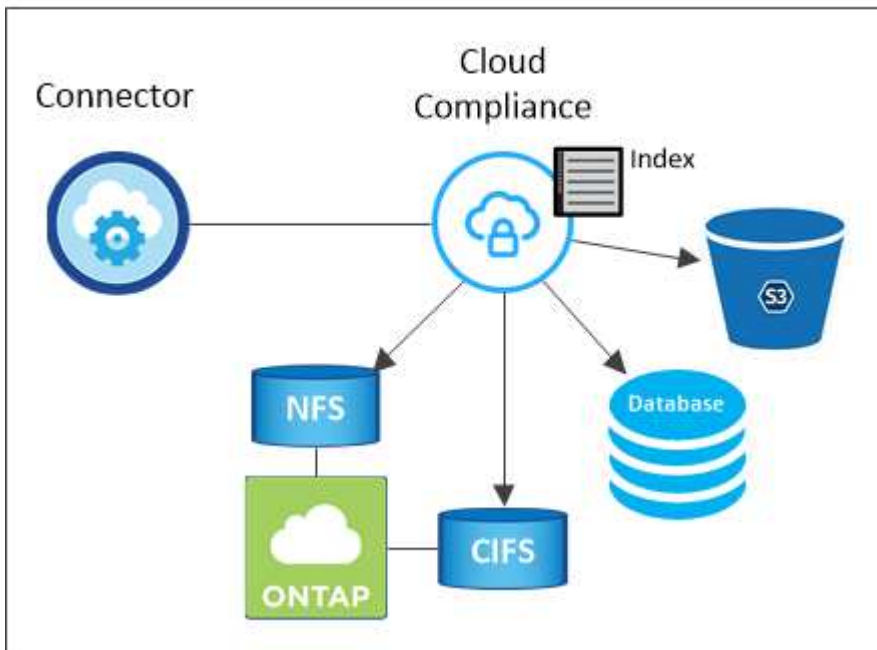 Connector
Cloud
Compliance
Index
S3
NFS
Database
ONTAP
CIFS